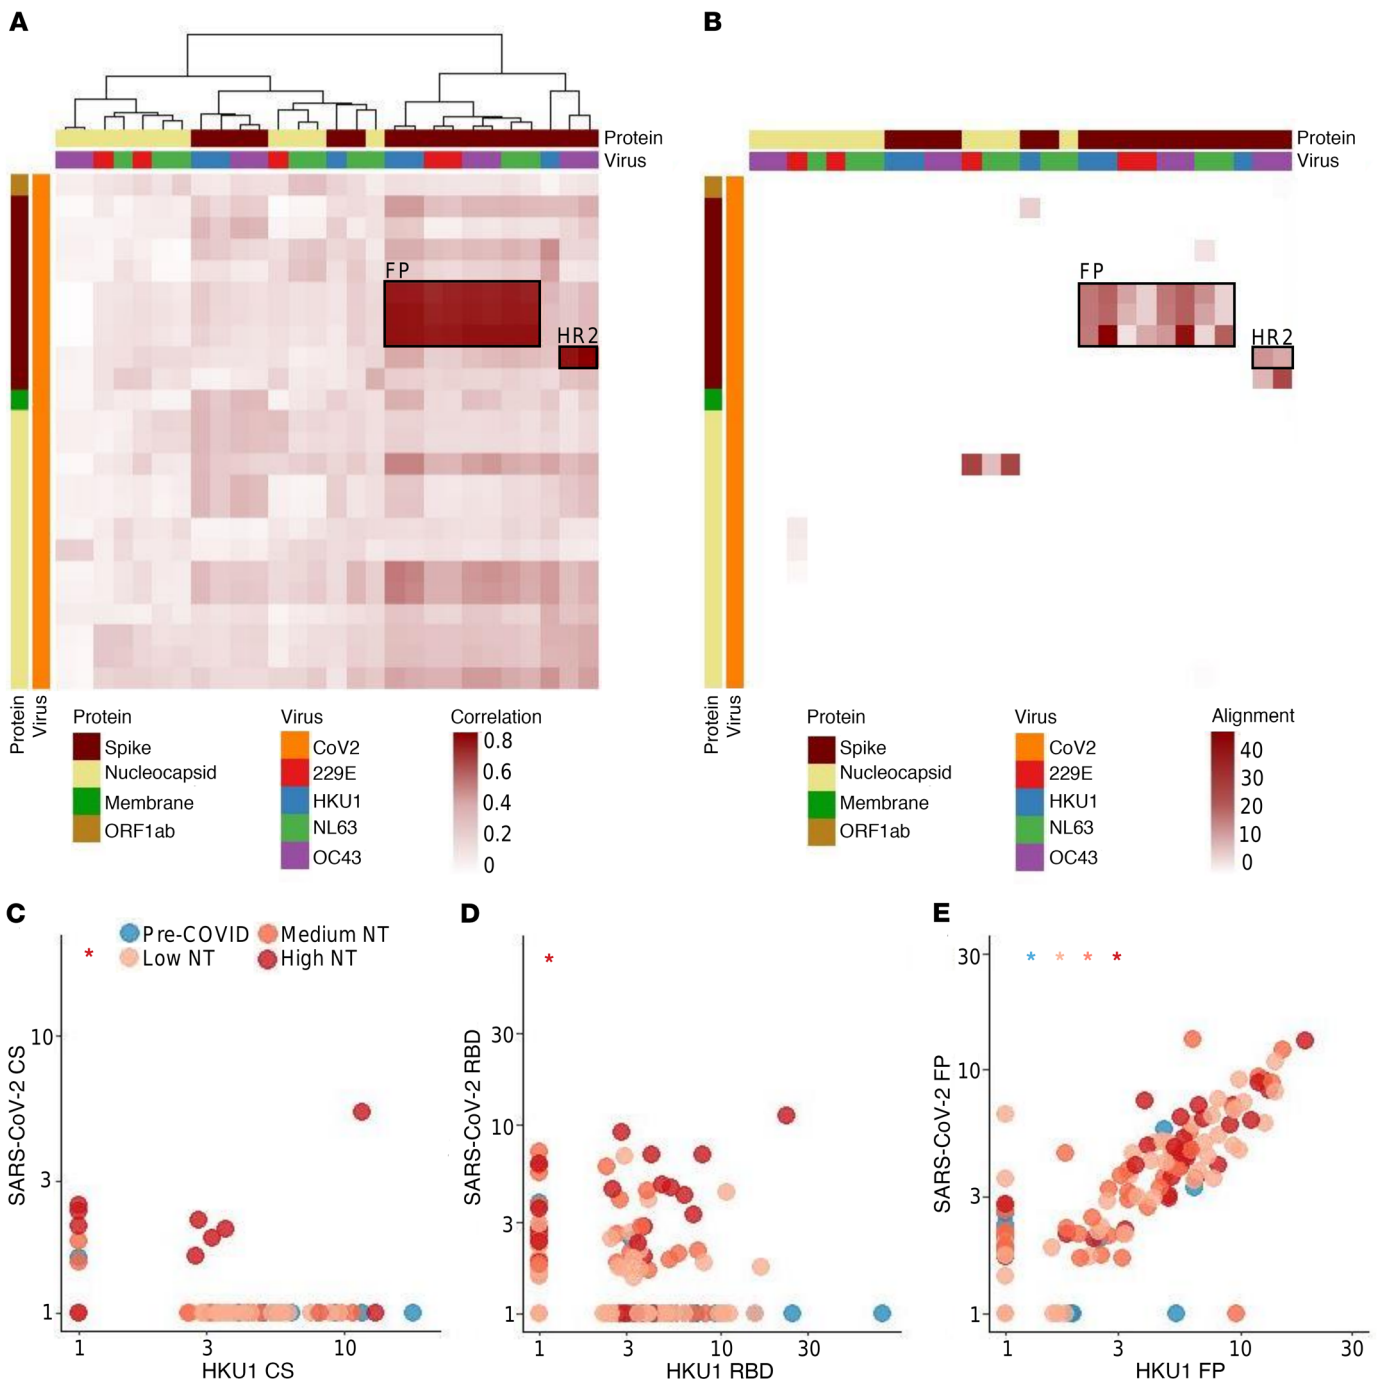 A
B
Protein
Virus
Protein
Virus
FP
HR2
FP
HR2
Protein
Virus
Protein
Spike
Nucleocapsid
Membrane
ORF1ab
Virus
CoV2
229E
HKU1
NL63
OC43
Correlation
0.8
0.6
0.4
0.2
0
Protein
Virus
Protein
Spike
Nucleocapsid
Membrane
ORF1ab
Virus
CoV2
229E
HKU1
NL63
OC43
Alignment
40
30
20
10
0
C
Pre-COVID
Medium NT
Low NT
High NT
*
SARS-CoV-2 CS
10
3
1
1
3
10
HKU1 CS
D
*
SARS-CoV-2 RBD
30
10
3
1
1
3
10
30
HKU1 RBD
E
* * * *
SARS-CoV-2 FP
30
10
3
1
1
3
10
30
HKU1 FP